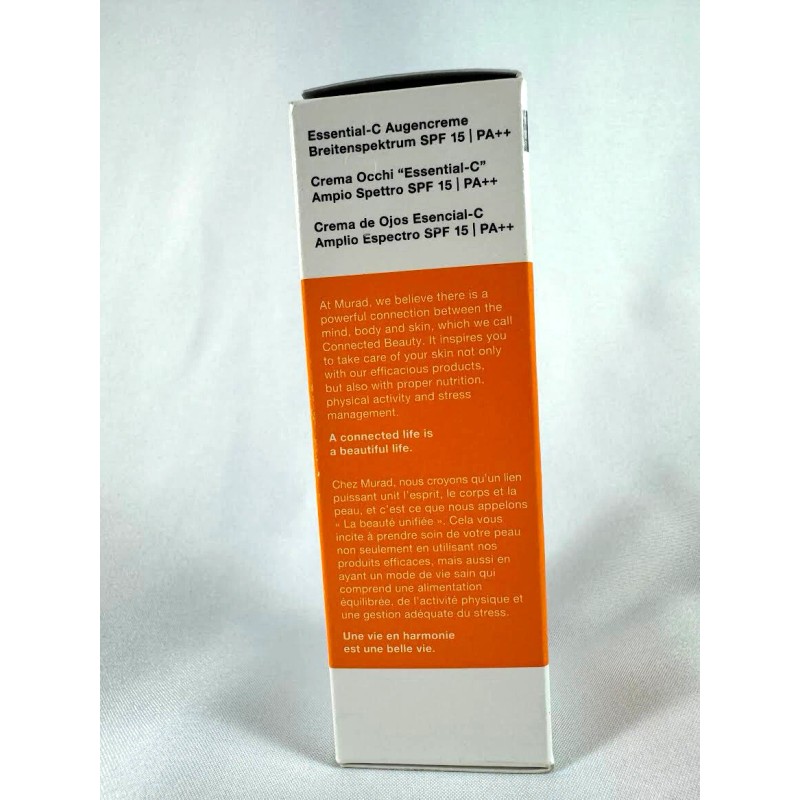 Essential-C Augencreme
Breitenspektrum SPF 15 | PA++
Crema Occhi “Essential-C”
Ampio Spettro SPF 15 | PA++
Crema de Ojos Esencial-C
Amplio Espectro SPF 15 | PA++
At Murad, we believe there is a
powerful connection between the
mind, body and skin, which we call
Connected Beauty. It inspires you
to take care of your skin not only
with our efficacious products,
but also with proper nutrition,
physical activity and stress
management.
A connected life is
a beautiful life.
Chez Murad, nous croyons qu'un lien
puissant unit l'esprit, le corps et la
peau, et c'est ce que nous appelons
« La beauté unifiée ». Cela vous
incite à prendre soin de votre peau
non seulement en utilisant nos
produits efficaces, mais aussi en
ayant un mode de vie sain qui
comprend une alimentation
équilibrée, de l'activité physique et
une gestion adéquate du stress.
Une vie en harmonie
est une belle vie.